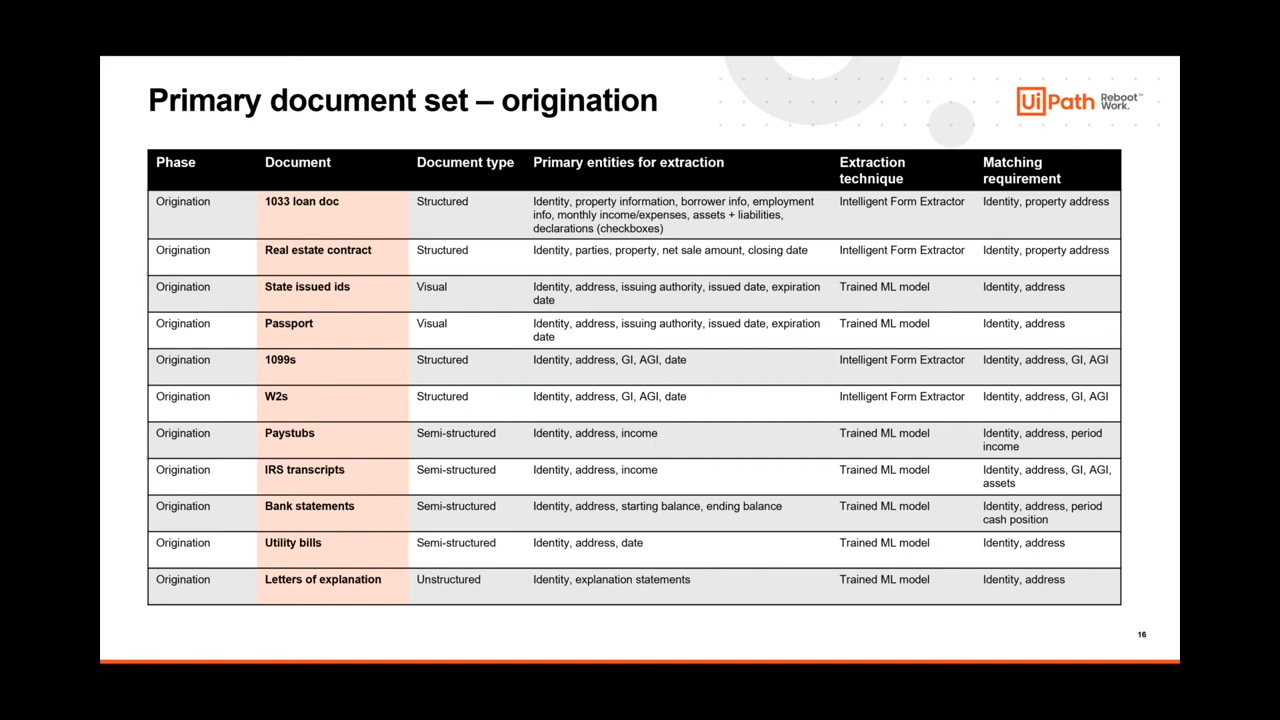 Primary document set – origination
UiPath Reboot Work.™
Phase Document Document type Primary entities for extraction Extraction technique Matching requirement
Origination 1033 loan doc Structured Identity, property information, borrower info, employment info, monthly income/expenses, assets + liabilities, declarations (checkboxes) Intelligent Form Extractor Identity, property address
Origination Real estate contract Structured Identity, parties, property, net sale amount, closing date Intelligent Form Extractor Identity, property address
Origination State issued ids Visual Identity, address, issuing authority, issued date, expiration date Trained ML model Identity, address
Origination Passport Visual Identity, address, issuing authority, issued date, expiration date Trained ML model Identity, address
Origination 1099s Structured Identity, address, GI, AGI, date Intelligent Form Extractor Identity, address, GI, AGI
Origination W2s Structured Identity, address, GI, AGI, date Intelligent Form Extractor Identity, address, GI, AGI
Origination Paystubs Semi-structured Identity, address, income Trained ML model Identity, address, period income
Origination IRS transcripts Semi-structured Identity, address, income Trained ML model Identity, address, GI, AGI, assets
Origination Bank statements Semi-structured Identity, address, starting balance, ending balance Trained ML model Identity, address, period cash position
Origination Utility bills Semi-structured Identity, address, date Trained ML model Identity, address
Origination Letters of explanation Unstructured Identity, explanation statements Trained ML model Identity, address
16